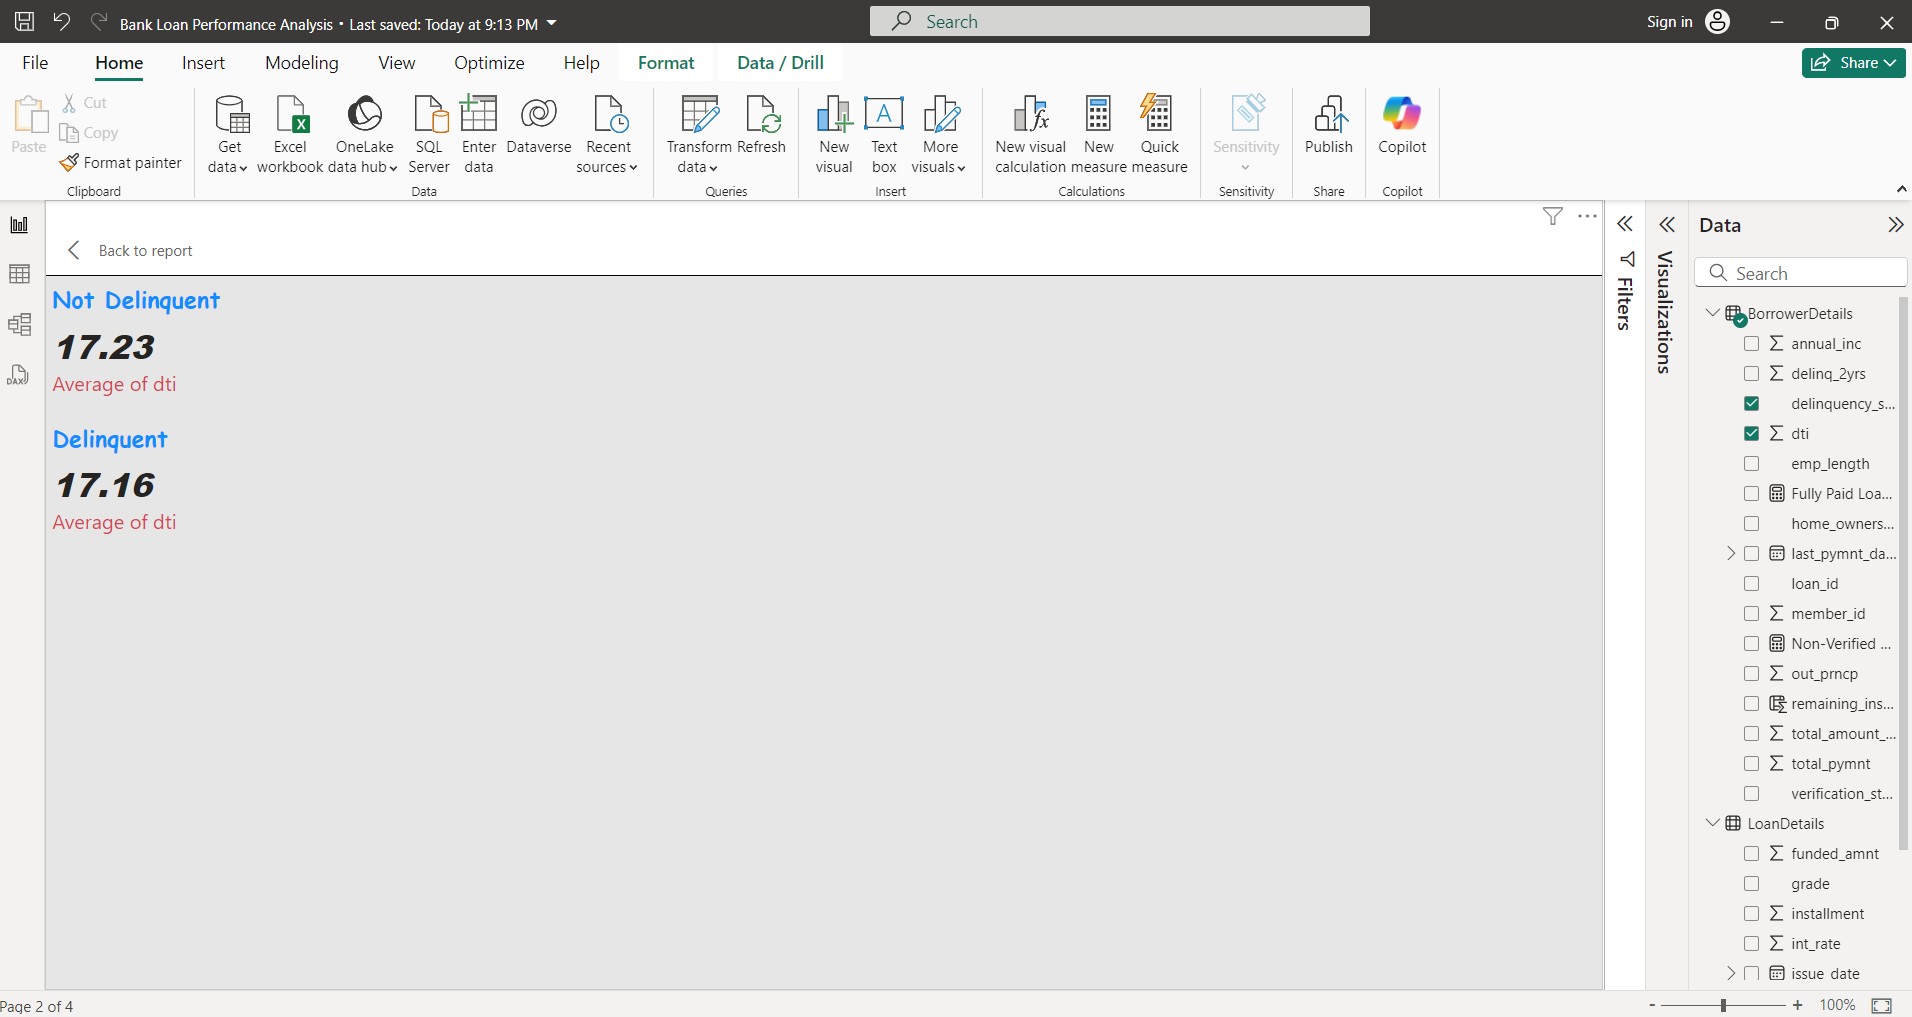 Bank Loan Performance Analysis • Last saved: Today at 9:13 PM
Search
Sign in
File Home Insert Modeling View Optimize Help Format Data / Drill
Share
Paste
Cut
Copy
Format painter
Clipboard
Get data
Excel workbook
OneLake data hub
SQL Server
Enter data
Dataverse
Recent sources
Data
Transform data
Refresh
Queries
New visual
Text box
More visuals
Insert
New visual calculation
New measure
Quick measure
Calculations
Sensitivity
Sensitivity
Publish
Share
Copilot
Copilot
Back to report
Not Delinquent
17.23
Average of dti
Delinquent
17.16
Average of dti
Filters
Visualizations
Data
Search
BorrowerDetails
annual_inc
delinq_2yrs
delinquency_s...
dti
emp_length
Fully Paid Loa...
home_owners...
last_pymnt_da...
loan_id
member_id
Non-Verified ...
out_prncp
remaining_ins...
total_amount_...
total_pymnt
verification_st...
LoanDetails
funded_amnt
grade
installment
int_rate
issue_date
DAX
Page 2 of 4
- + 100%